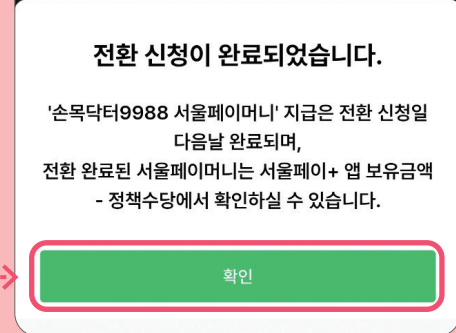 전환 신청이 완료되었습니다.
'손목닥터9988 서울페이머니' 지급은 전환 신청일
다음날 완료되며,
전환 완료된 서울페이머니는 서울페이+ 앱 보유금액
- 정책수당에서 확인하실 수 있습니다.
확인